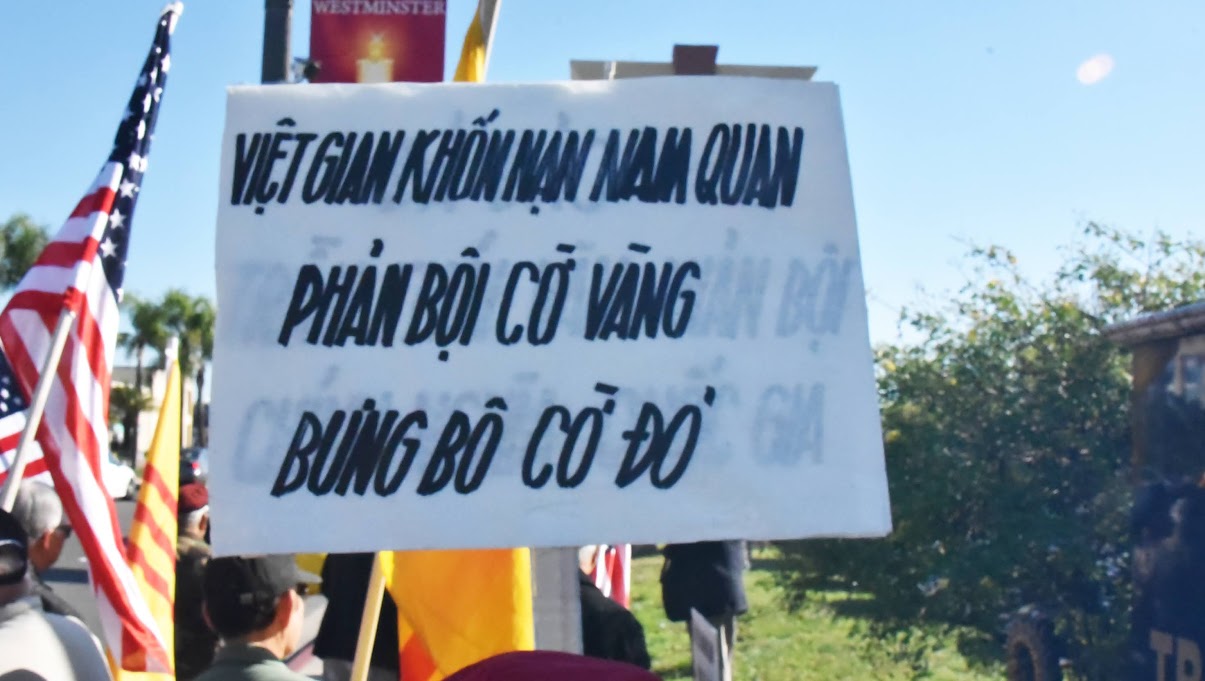 WESTMINSTER
VIỆT GIAN KHỐN NẠN NAM QUAN
PHẢN BỘI CỜ VÀNG
BƯNG BÔ CỜ ĐỎ